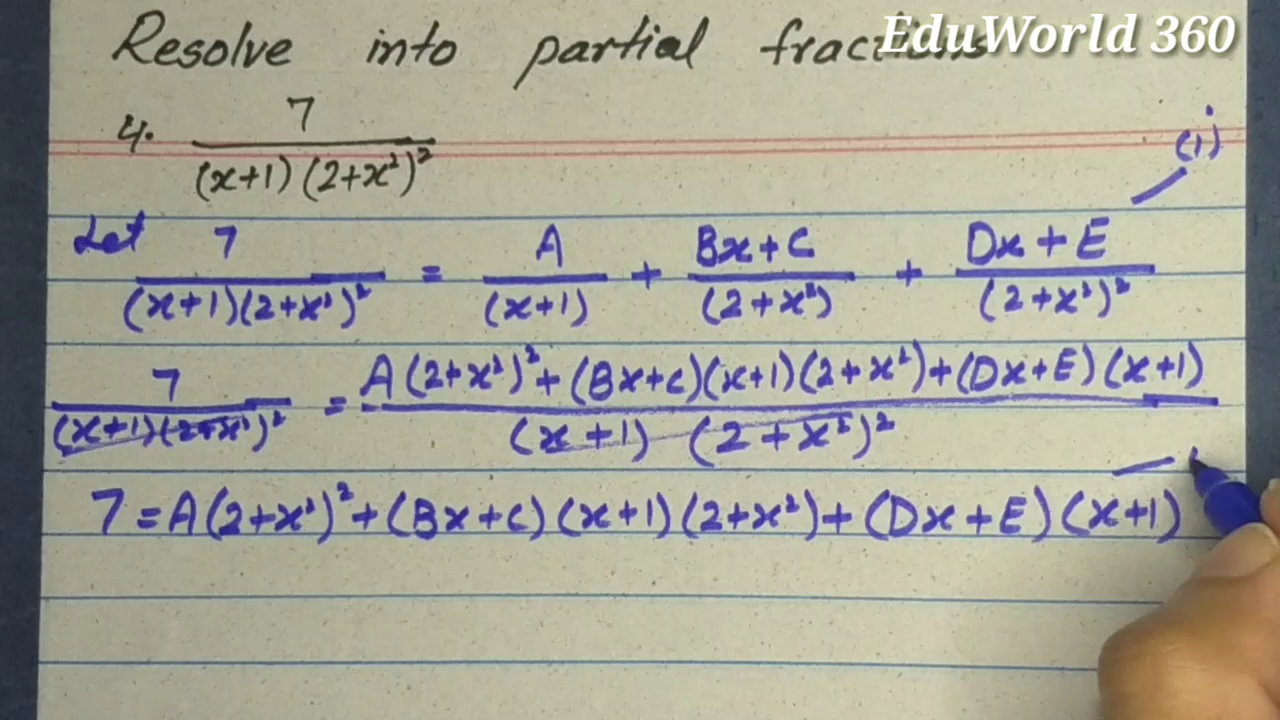 Resolve into partial fractions
EduWorld 360
4. 7/((x+1)(2+x²)²)
(i)
Let 7/((x+1)(2+x²)²) = A/(x+1) + (Bx+C)/(2+x²) + (Dx+E)/(2+x²)²
7/((x+1)(2+x²)²) = (A(2+x²)²+(Bx+C)(x+1)(2+x²)+(Dx+E)(x+1))/((x+1)(2+x²)²)
7=A(2+x²)²+(Bx+C)(x+1)(2+x²)+(Dx+E)(x+1)